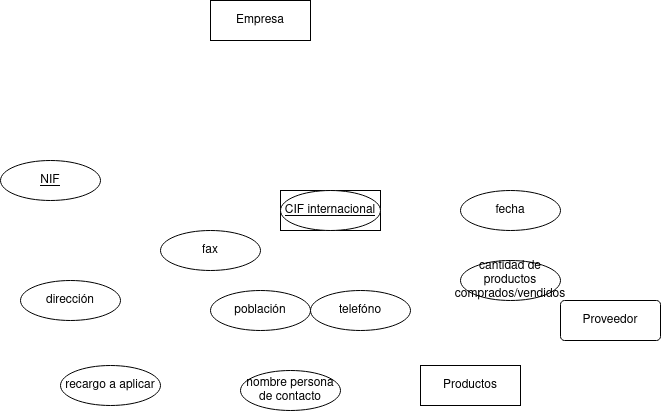 Empresa
NIF
CIF internacional
fecha
fax
cantidad de
productos
comprados/vendidos
dirección
población
telefóno
Proveedor
recargo a aplicar
nombre persona
de contacto
Productos